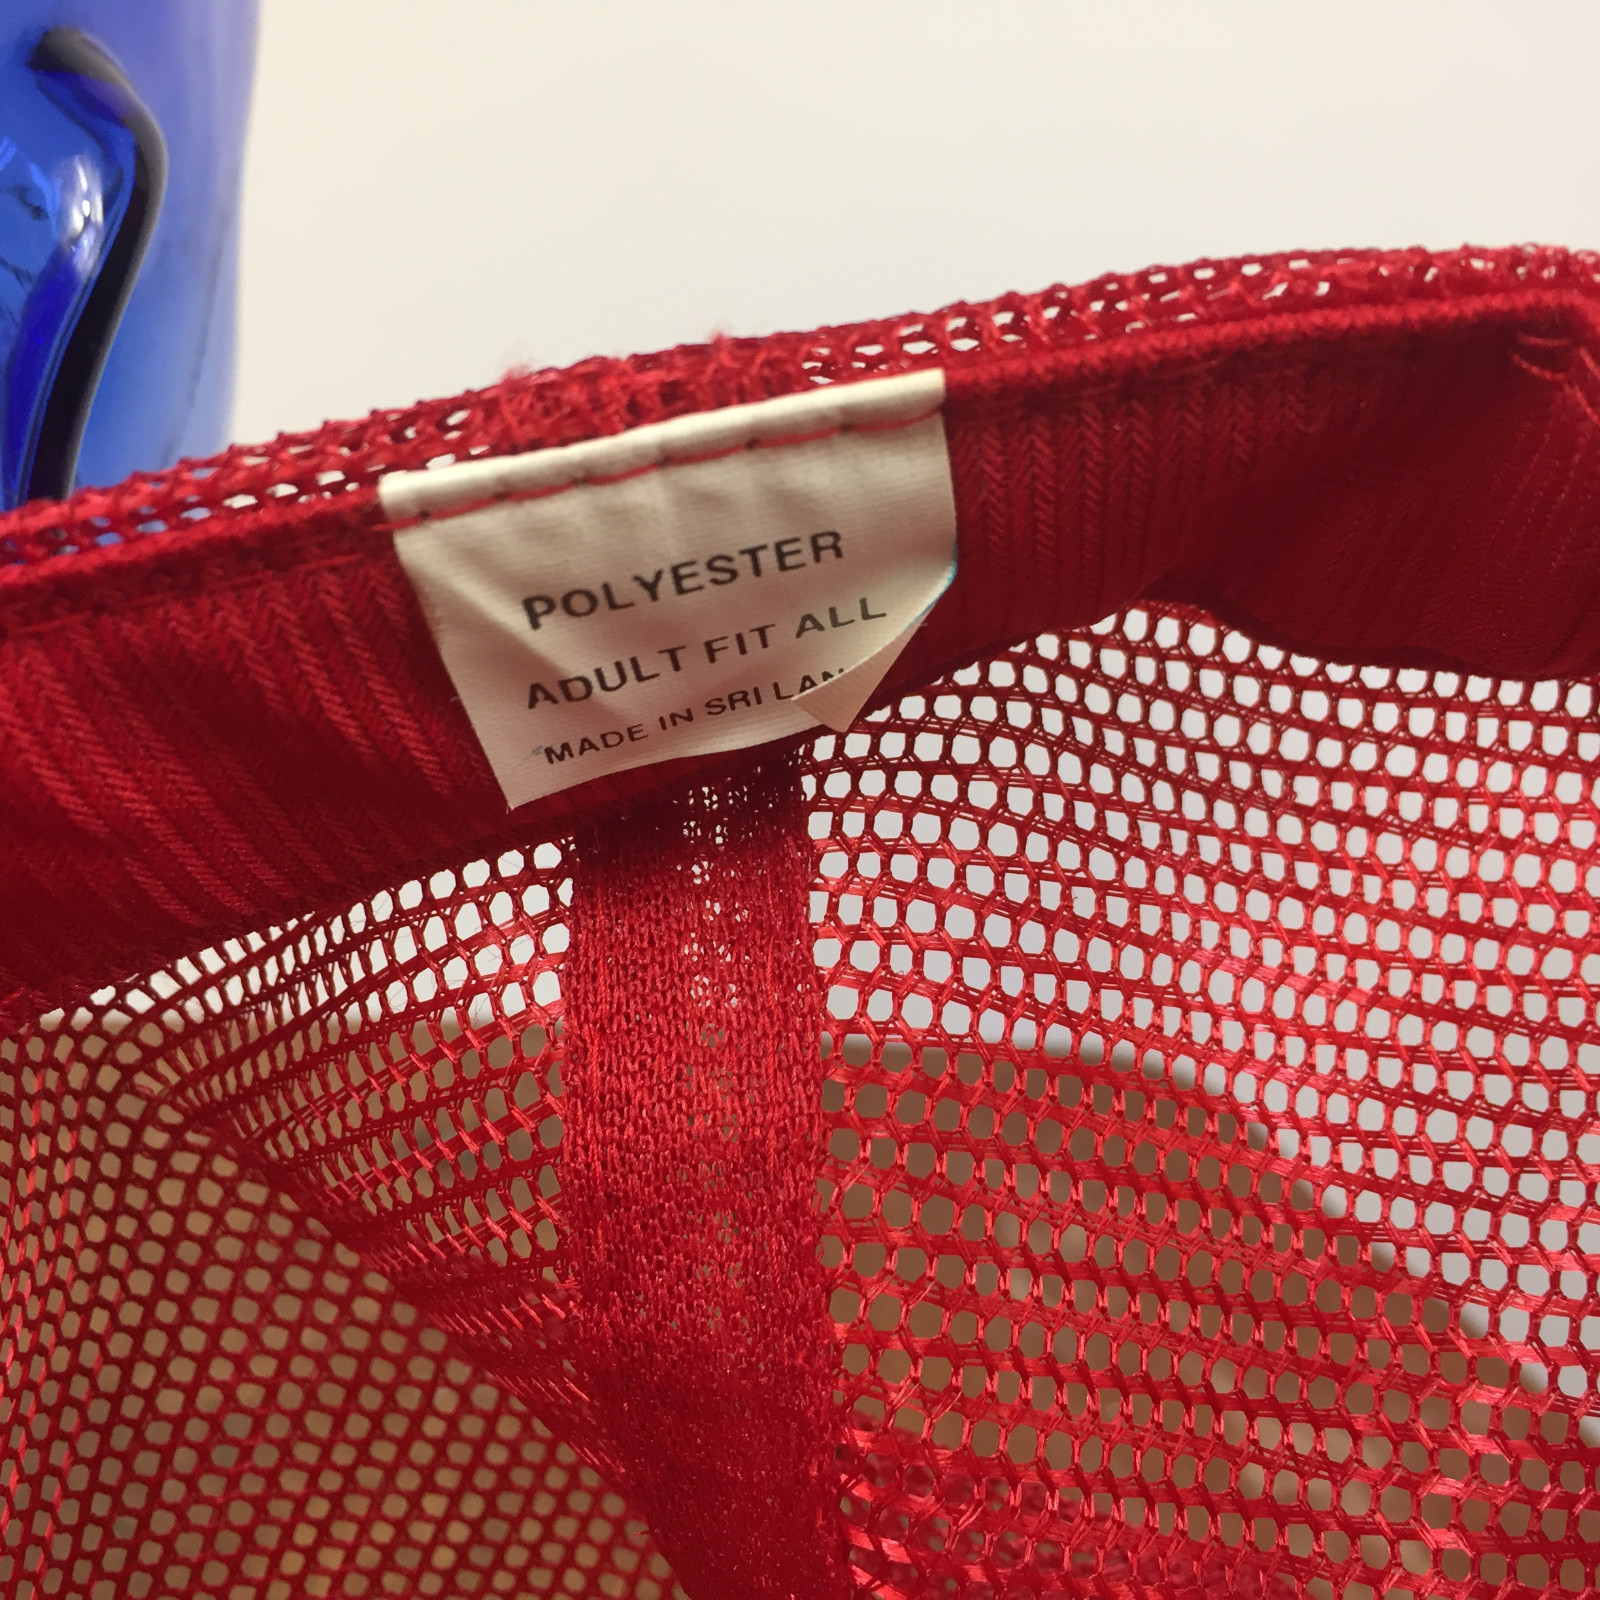 POLYESTER
ADULT FIT ALL
MADE IN SRI LAN